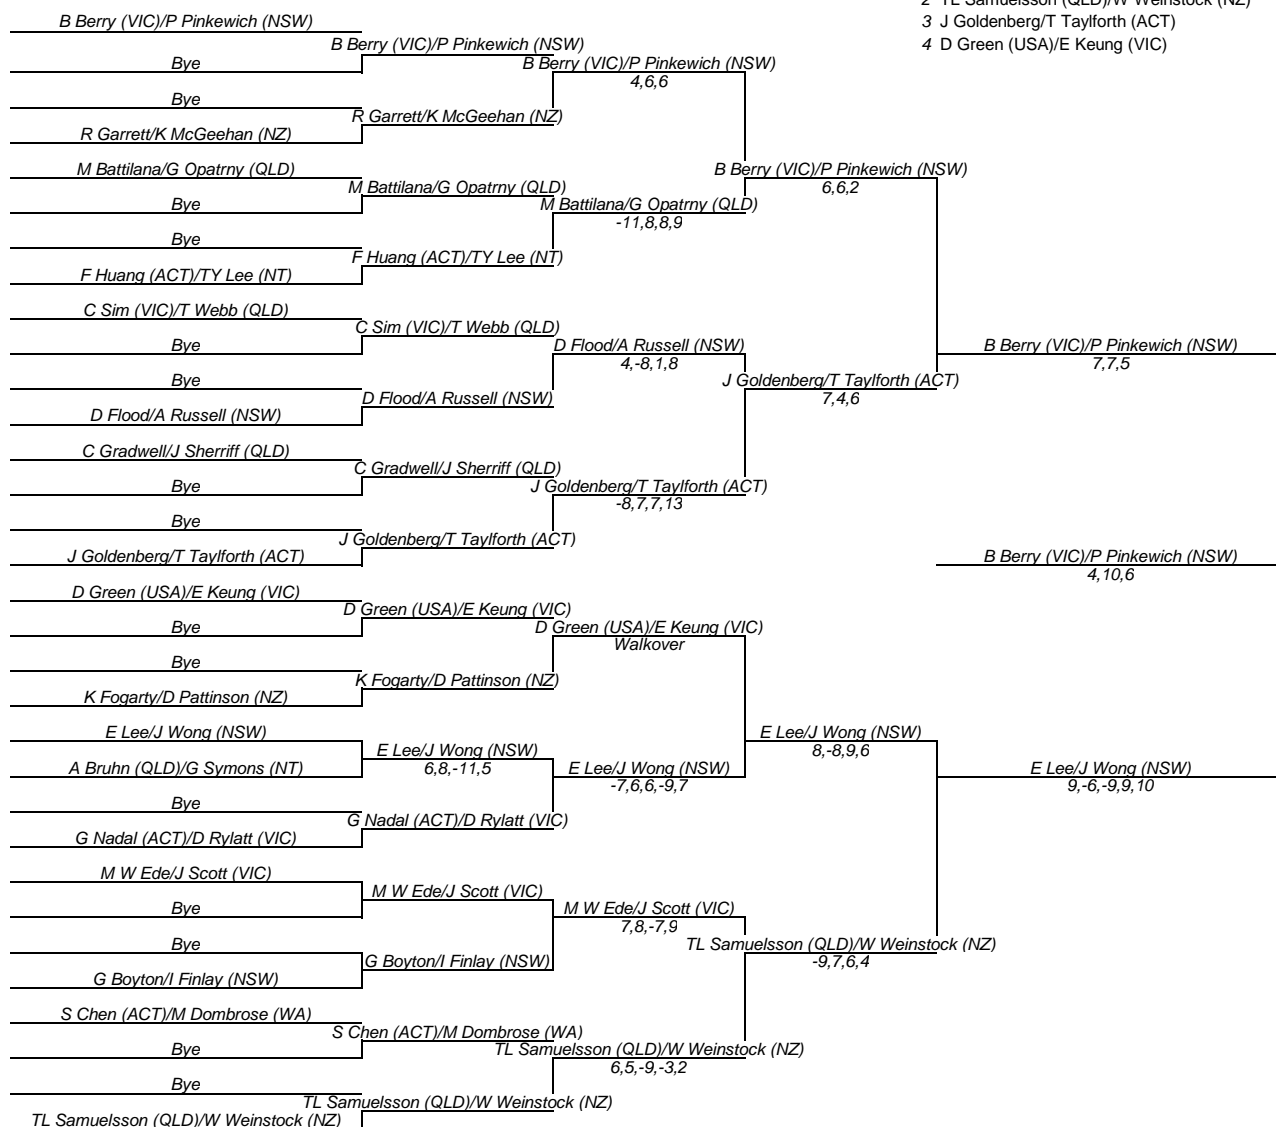 2 TL Samuelsson (QLD)/W Weinstock (NZ)
3 J Goldenberg/T Taylforth (ACT)
4 D Green (USA)/E Keung (VIC)
B Berry (VIC)/P Pinkewich (NSW)
Bye
Bye
R Garrett/K McGeehan (NZ)
M Battilana/G Opatrny (QLD)
Bye
Bye
F Huang (ACT)/TY Lee (NT)
C Sim (VIC)/T Webb (QLD)
Bye
Bye
D Flood/A Russell (NSW)
C Gradwell/J Sherriff (QLD)
Bye
Bye
J Goldenberg/T Taylforth (ACT)
D Green (USA)/E Keung (VIC)
Bye
Bye
K Fogarty/D Pattinson (NZ)
E Lee/J Wong (NSW)
A Bruhn (QLD)/G Symons (NT)
Bye
G Nadal (ACT)/D Rylatt (VIC)
M W Ede/J Scott (VIC)
Bye
Bye
G Boyton/I Finlay (NSW)
S Chen (ACT)/M Dombrose (WA)
Bye
Bye
TL Samuelsson (QLD)/W Weinstock (NZ)
B Berry (VIC)/P Pinkewich (NSW)
R Garrett/K McGeehan (NZ)
M Battilana/G Opatrny (QLD)
F Huang (ACT)/TY Lee (NT)
C Sim (VIC)/T Webb (QLD)
D Flood/A Russell (NSW)
C Gradwell/J Sherriff (QLD)
J Goldenberg/T Taylforth (ACT)
D Green (USA)/E Keung (VIC)
K Fogarty/D Pattinson (NZ)
E Lee/J Wong (NSW)
6,8,-11,5
G Nadal (ACT)/D Rylatt (VIC)
M W Ede/J Scott (VIC)
G Boyton/I Finlay (NSW)
S Chen (ACT)/M Dombrose (WA)
TL Samuelsson (QLD)/W Weinstock (NZ)
B Berry (VIC)/P Pinkewich (NSW)
4,6,6
M Battilana/G Opatrny (QLD)
-11,8,8,9
D Flood/A Russell (NSW)
4,-8,1,8
J Goldenberg/T Taylforth (ACT)
-8,7,7,13
D Green (USA)/E Keung (VIC)
Walkover
E Lee/J Wong (NSW)
-7,6,6,-9,7
M W Ede/J Scott (VIC)
7,8,-7,9
TL Samuelsson (QLD)/W Weinstock (NZ)
6,5,-9,-3,2
B Berry (VIC)/P Pinkewich (NSW)
6,6,2
J Goldenberg/T Taylforth (ACT)
7,4,6
E Lee/J Wong (NSW)
8,-8,9,6
TL Samuelsson (QLD)/W Weinstock (NZ)
-9,7,6,4
B Berry (VIC)/P Pinkewich (NSW)
7,7,5
B Berry (VIC)/P Pinkewich (NSW)
4,10,6
E Lee/J Wong (NSW)
9,-6,-9,9,10